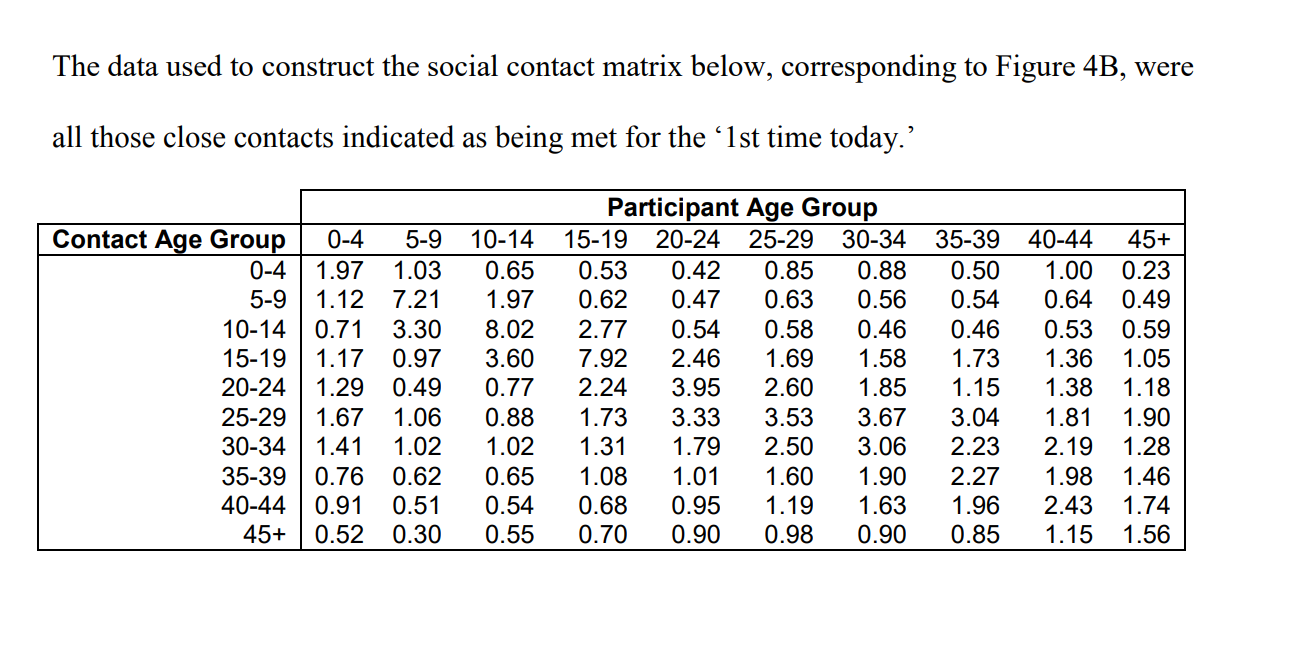 The data used to construct the social contact matrix below, corresponding to Figure 4B, were
all those close contacts indicated as being met for the ‘1st time today.’
Participant Age Group
Contact Age Group 0-4 5-9 10-14 15-19 20-24 25-29 30-34 35-39 40-44 45+
0-4 1.97 1.03 0.65 0.53 0.42 0.85 0.88 0.50 1.00 0.23
5-9 1.12 7.21 1.97 0.62 0.47 0.63 0.56 0.54 0.64 0.49
10-14 0.71 3.30 8.02 2.77 0.54 0.58 0.46 0.46 0.53 0.59
15-19 1.17 0.97 3.60 7.92 2.46 1.69 1.58 1.73 1.36 1.05
20-24 1.29 0.49 0.77 2.24 3.95 2.60 1.85 1.15 1.38 1.18
25-29 1.67 1.06 0.88 1.73 3.33 3.53 3.67 3.04 1.81 1.90
30-34 1.41 1.02 1.02 1.31 1.79 2.50 3.06 2.23 2.19 1.28
35-39 0.76 0.62 0.65 1.08 1.01 1.60 1.90 2.27 1.98 1.46
40-44 0.91 0.51 0.54 0.68 0.95 1.19 1.63 1.96 2.43 1.74
45+ 0.52 0.30 0.55 0.70 0.90 0.98 0.90 0.85 1.15 1.56